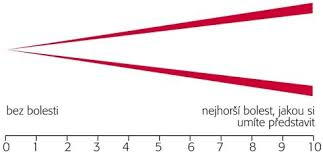 bez bolesti
nejhorší bolest, jakou si
umíte představit
0 1 2 3 4 5 6 7 8 9 10